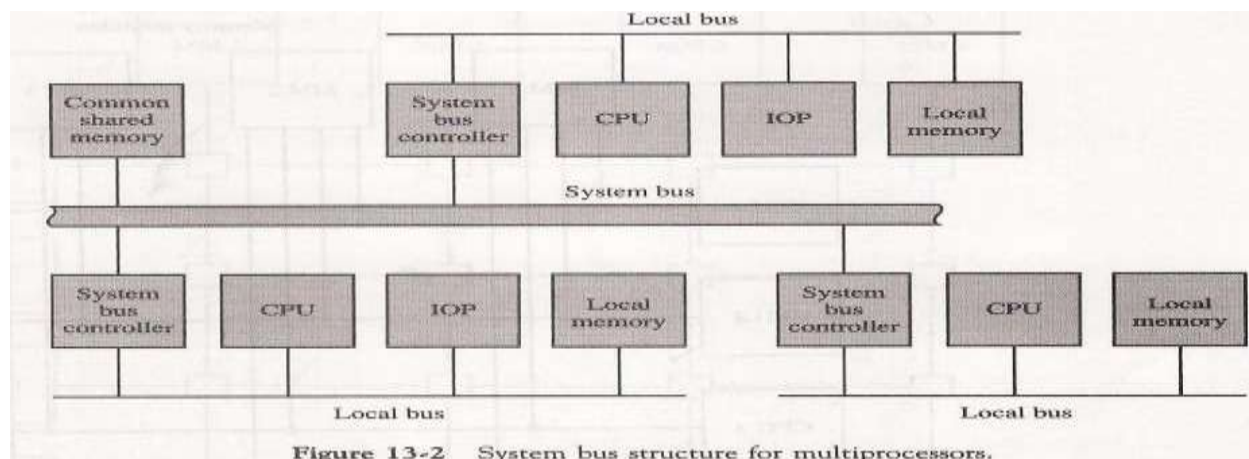 Local bus
Common
shared
memory
System
bus
controller
CPU
IOP
Local
memory
System bus
System
bus
controller
CPU
IOP
Local
memory
System
bus
controller
CPU
Local
memory
Local bus
Local bus
Figure 13-2 System bus structure for multiprocessors.